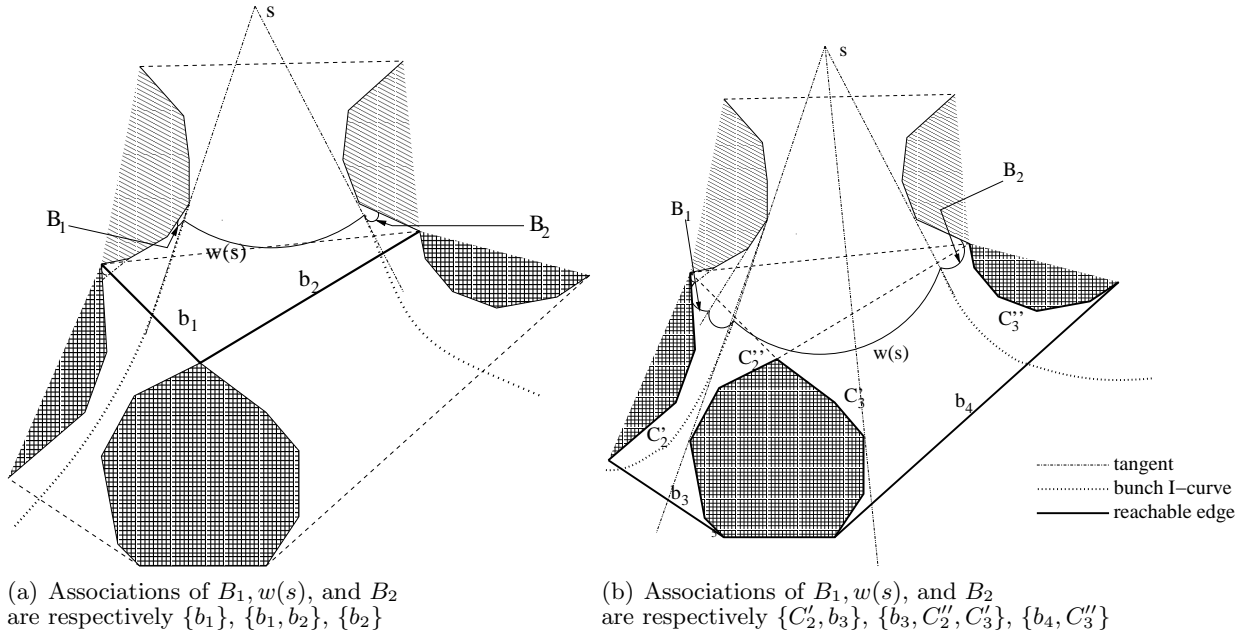 s
B₁
B₂
w(s)
b₂
b₁
s
B₂
B₁
C₃''
w(s)
C₂''
C₃'
b₄
C₂'
b₃
tangent
bunch I−curve
reachable edge
(a) Associations of B₁, w(s), and B₂
are respectively {b₁}, {b₁, b₂}, {b₂}
(b) Associations of B₁, w(s), and B₂
are respectively {C₂′, b₃}, {b₃, C₂″, C₃′}, {b₄, C₃″}